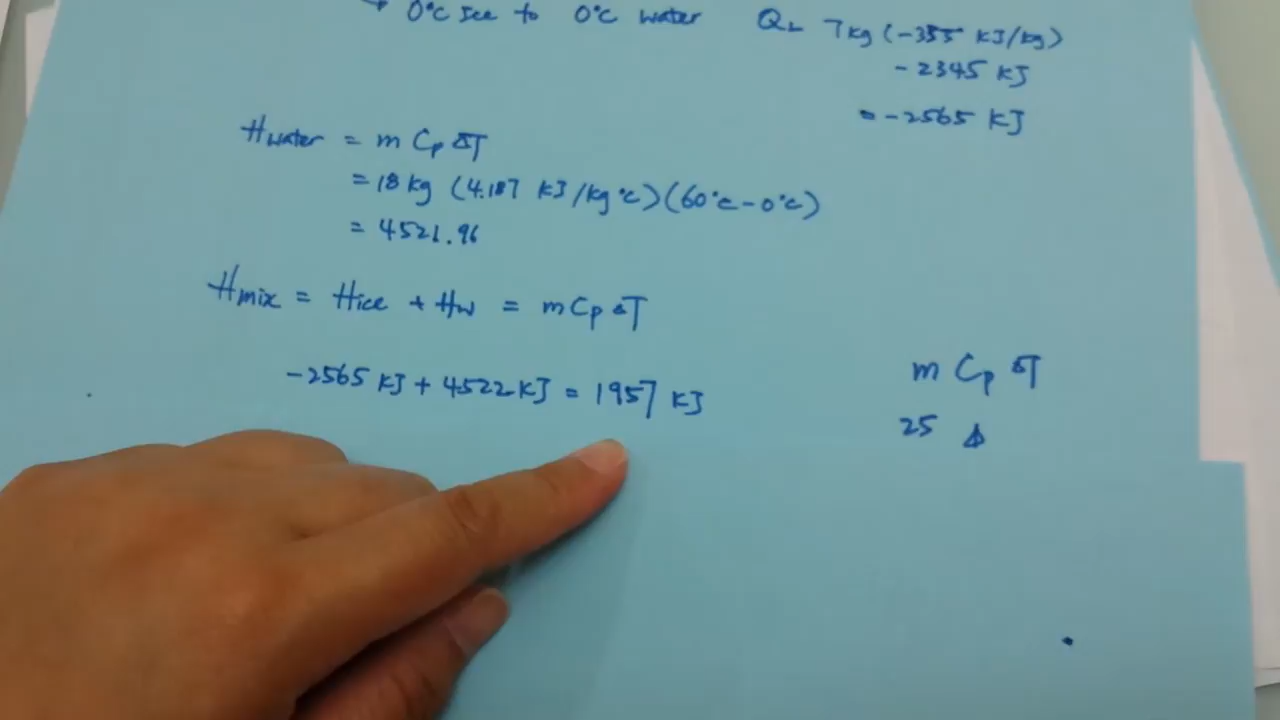 → 0°C Ice to 0°C water QL 7kg (-335 KJ/kg)
-2345 KJ
= -2565 KJ
Hwater = m Cp ΔT
= 18 kg (4.187 KJ/kg°C)(60°C-0°C)
= 4521.96
Hmix = Hice + Hw = m Cp ΔT
-2565 KJ + 4522 KJ = 1957 KJ
m Cp ΔT
25 Δ